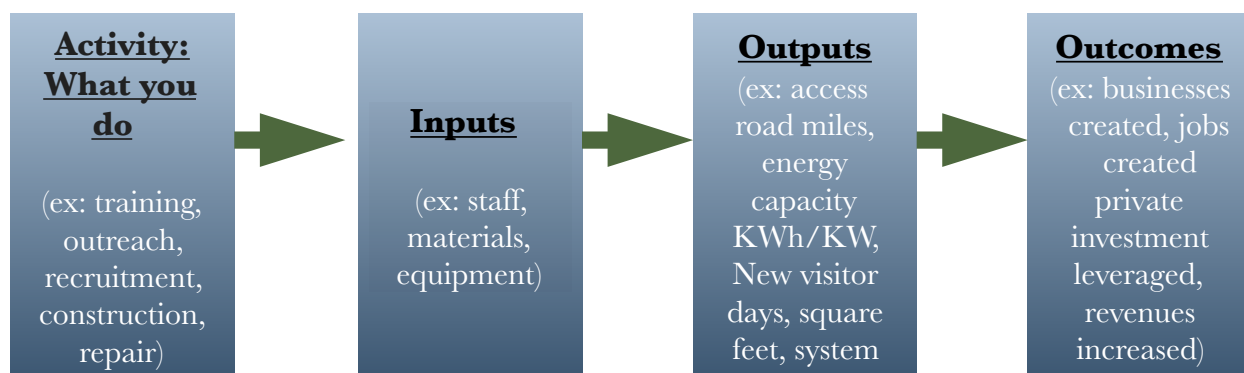 Activity:
What you
do
(ex: training,
outreach,
recruitment,
construction,
repair)
Inputs
(ex: staff,
materials,
equipment)
Outputs
(ex: access
road miles,
energy
capacity
KWh/KW,
New visitor
days, square
feet, system
Outcomes
(ex: businesses
created, jobs
created
private
investment
leveraged,
revenues
increased)